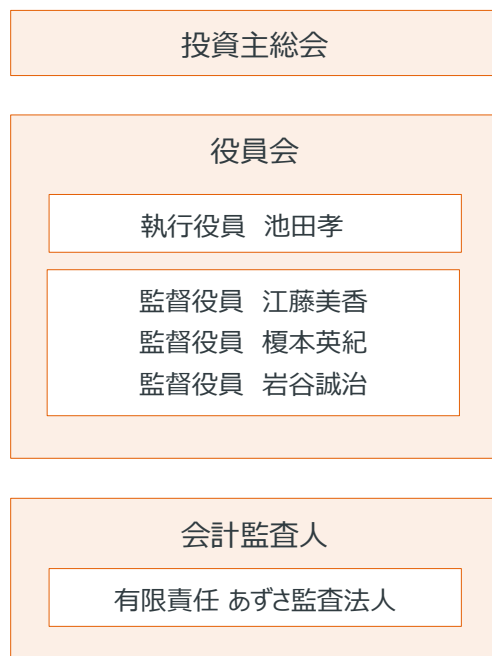 投資主総会
役員会
執行役員 池田孝
監督役員 江藤美香
監督役員 榎本英紀
監督役員 岩谷誠治
会計監査人
有限責任 あずさ監査法人